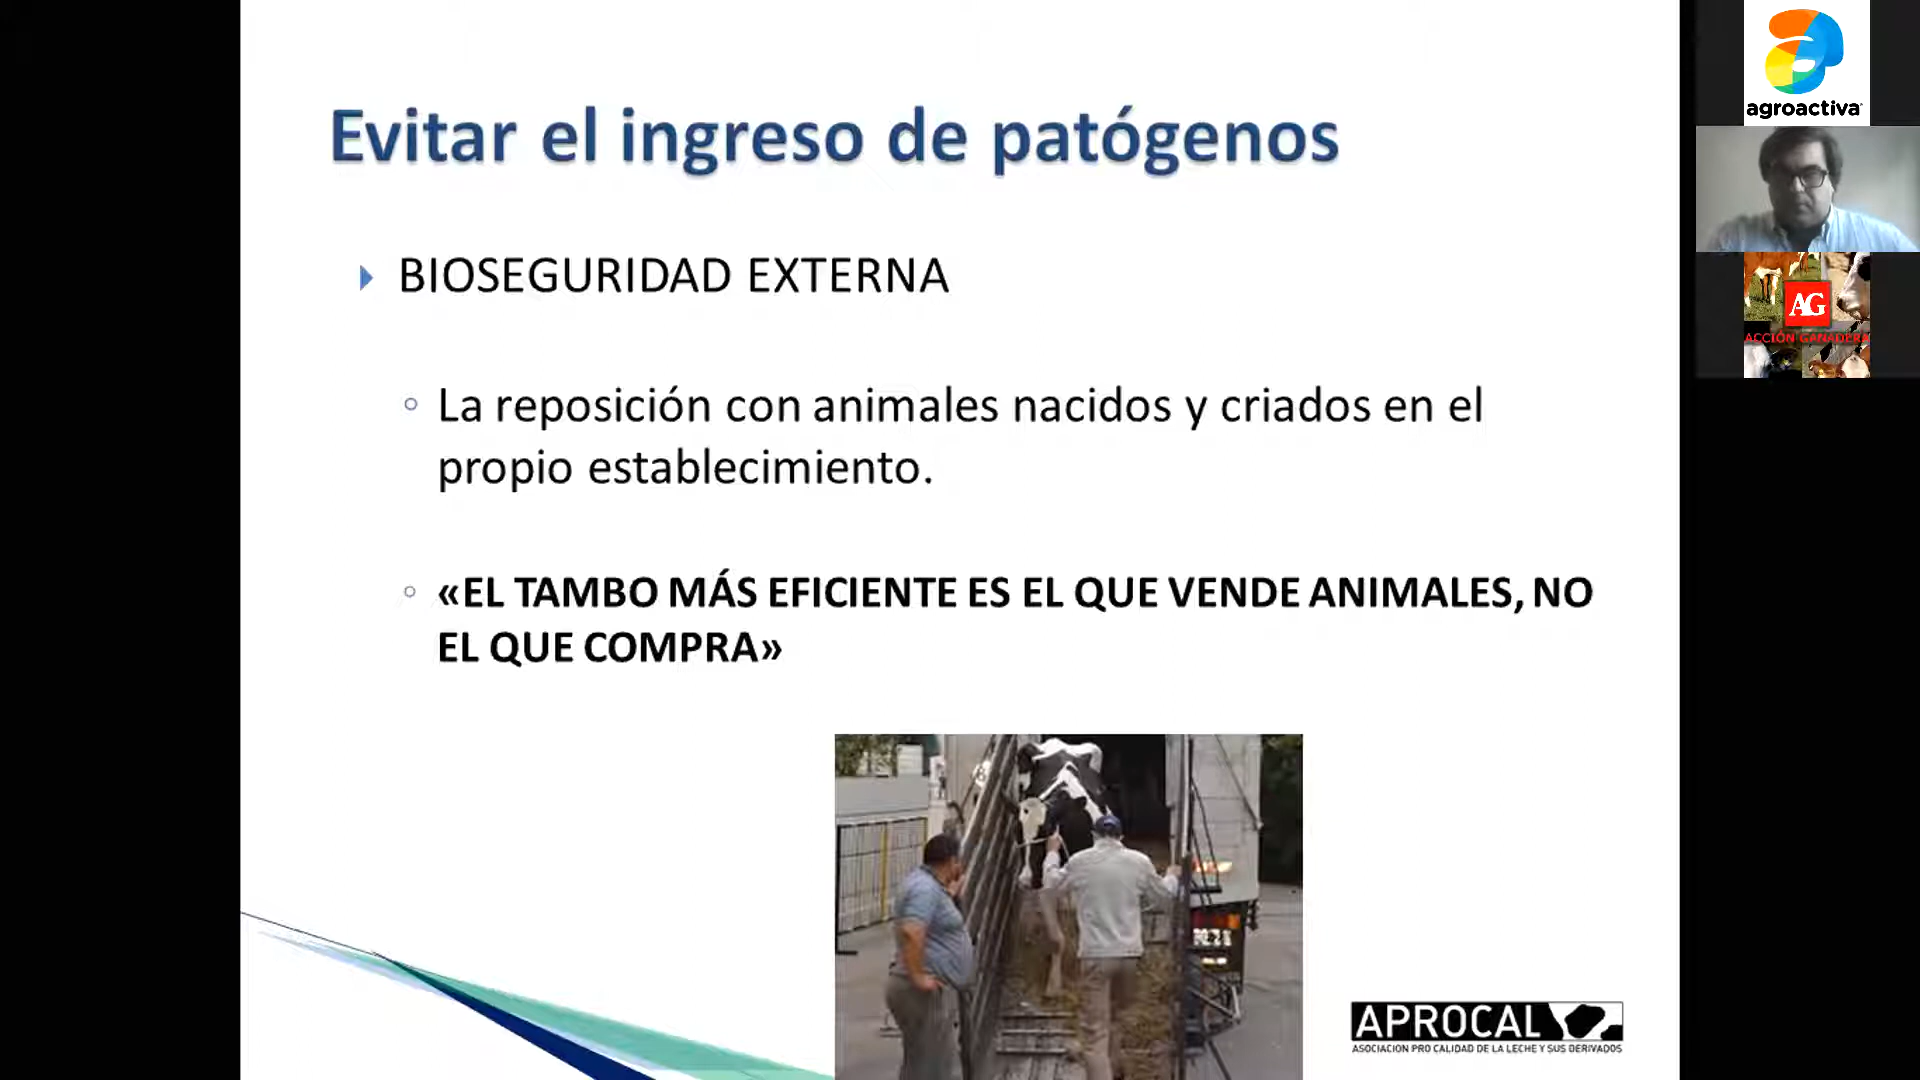 Evitar el ingreso de patógenos
BIOSEGURIDAD EXTERNA
La reposición con animales nacidos y criados en el
propio establecimiento.
«EL TAMBO MÁS EFICIENTE ES EL QUE VENDE ANIMALES, NO
EL QUE COMPRA»
APROCAL
ASOCIACION PRO CALIDAD DE LA LECHE Y SUS DERIVADOS
agroactiva
AG
ACCIÓN GANADERA